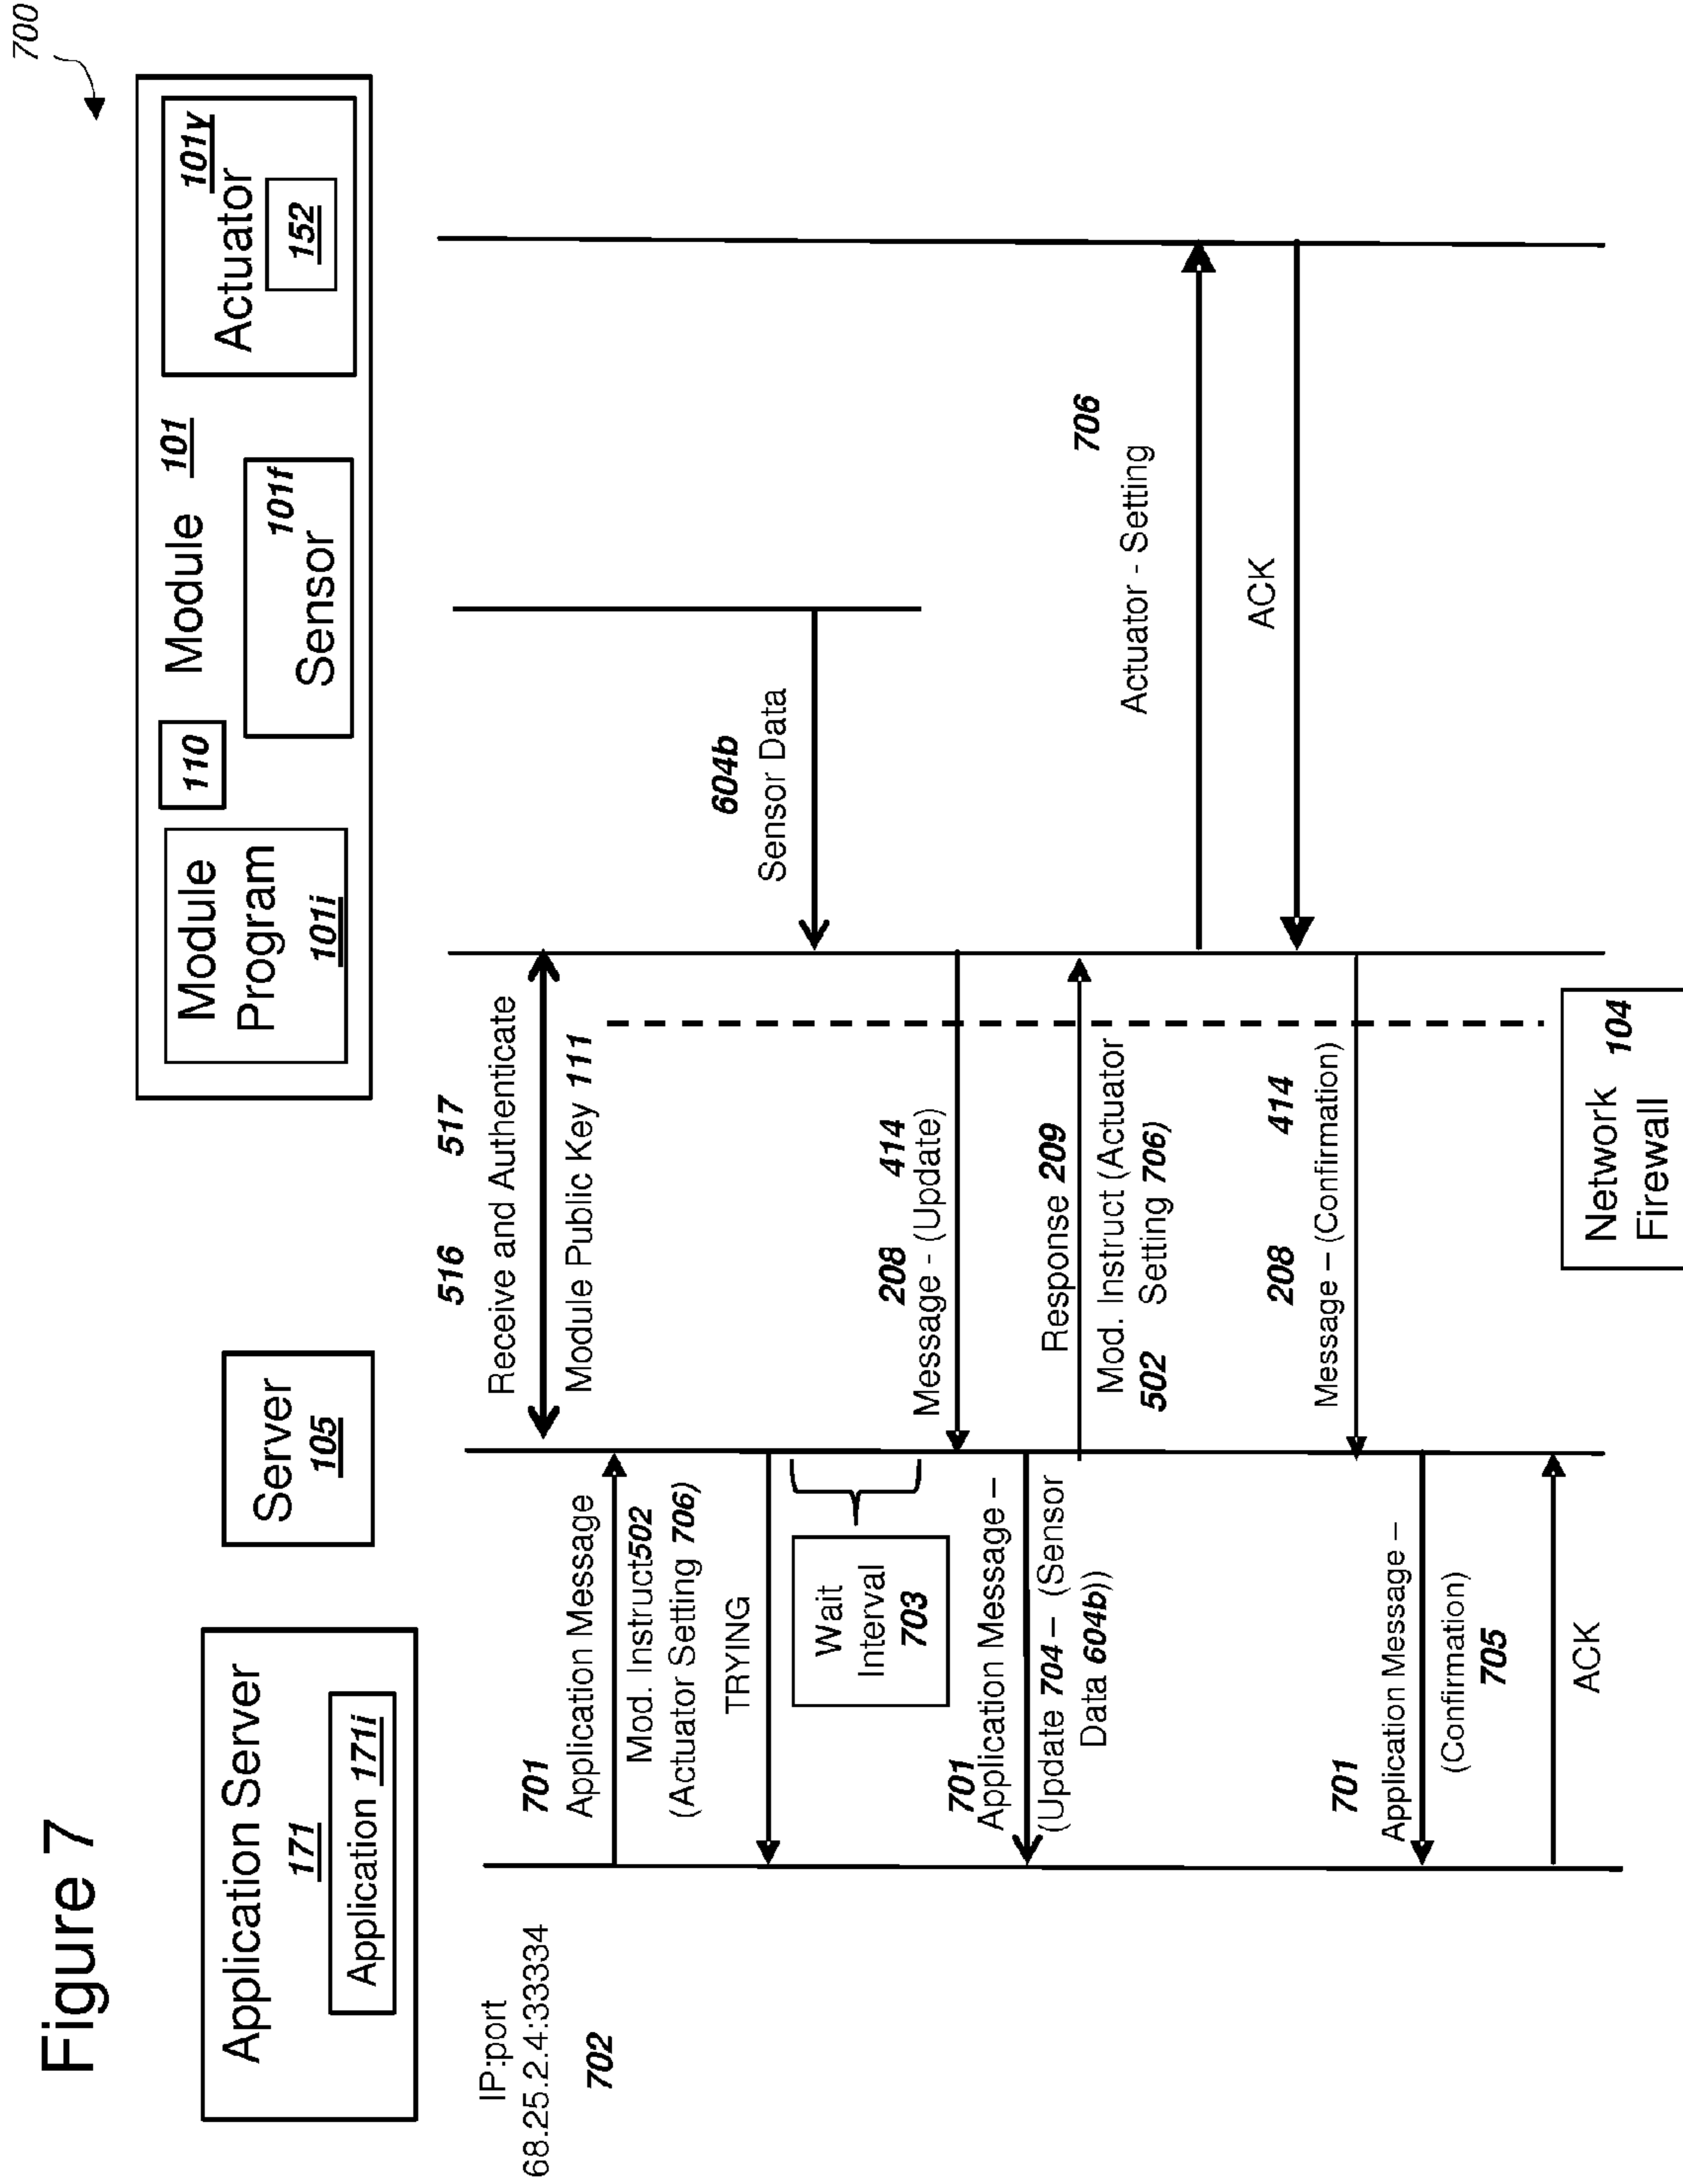 Figure 7
700
Application Server
171
Application 171i
Server
105
Module
Program
101i
110
Module 101
101f
Sensor
101y
Actuator
152
IP:port
68.25.2.4:33334
702
516 517
Receive and Authenticate
Module Public Key 111
701
Application Message
Mod. Instruct502
(Actuator Setting 706)
TRYING
Wait
Interval
703
604b
Sensor Data
208 414
Message - (Update)
701
Application Message –
(Update 704 – (Sensor
Data 604b))
Response 209
Mod. Instruct (Actuator
502 Setting 706)
706
Actuator - Setting
ACK
208 414
Message – (Confirmation)
701
Application Message –
(Confirmation)
705
ACK
Network 104
Firewall